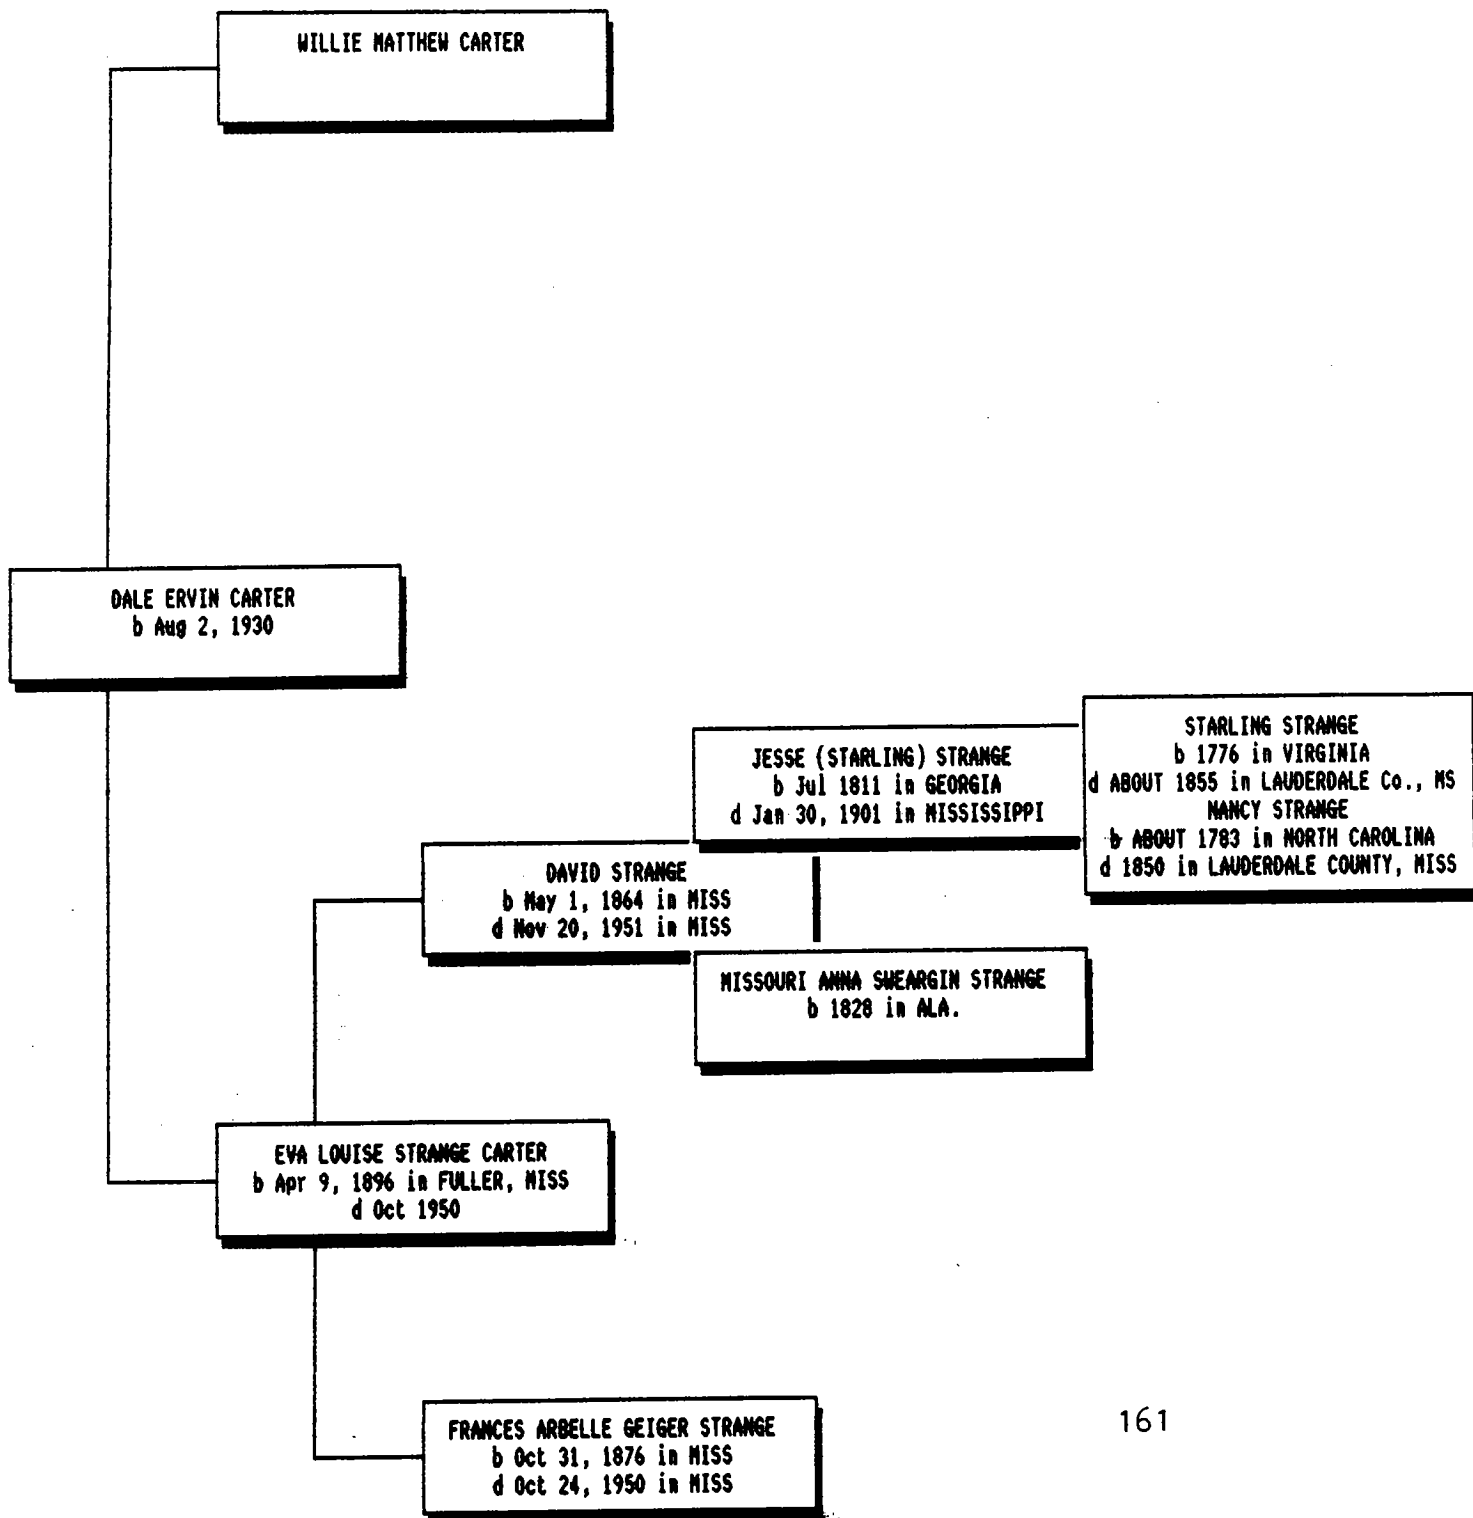 WILLIE MATTHEW CARTER
DALE ERVIN CARTER
b Aug 2, 1930
STARLING STRANGE
b 1776 in VIRGINIA
d ABOUT 1855 in LAUDERDALE Co., MS
NANCY STRANGE
b ABOUT 1783 in NORTH CAROLINA
d 1850 in LAUDERDALE COUNTY, MISS
JESSE (STARLING) STRANGE
b Jul 1811 in GEORGIA
d Jan 30, 1901 in MISSISSIPPI
DAVID STRANGE
b May 1, 1864 in MISS
d Nov 20, 1951 in MISS
MISSOURI ANNA SWEARGIN STRANGE
b 1828 in ALA.
EVA LOUISE STRANGE CARTER
b Apr 9, 1896 in FULLER, MISS
d Oct 1950
FRANCES ARBELLE GEIGER STRANGE
b Oct 31, 1876 in MISS
d Oct 24, 1950 in MISS
161